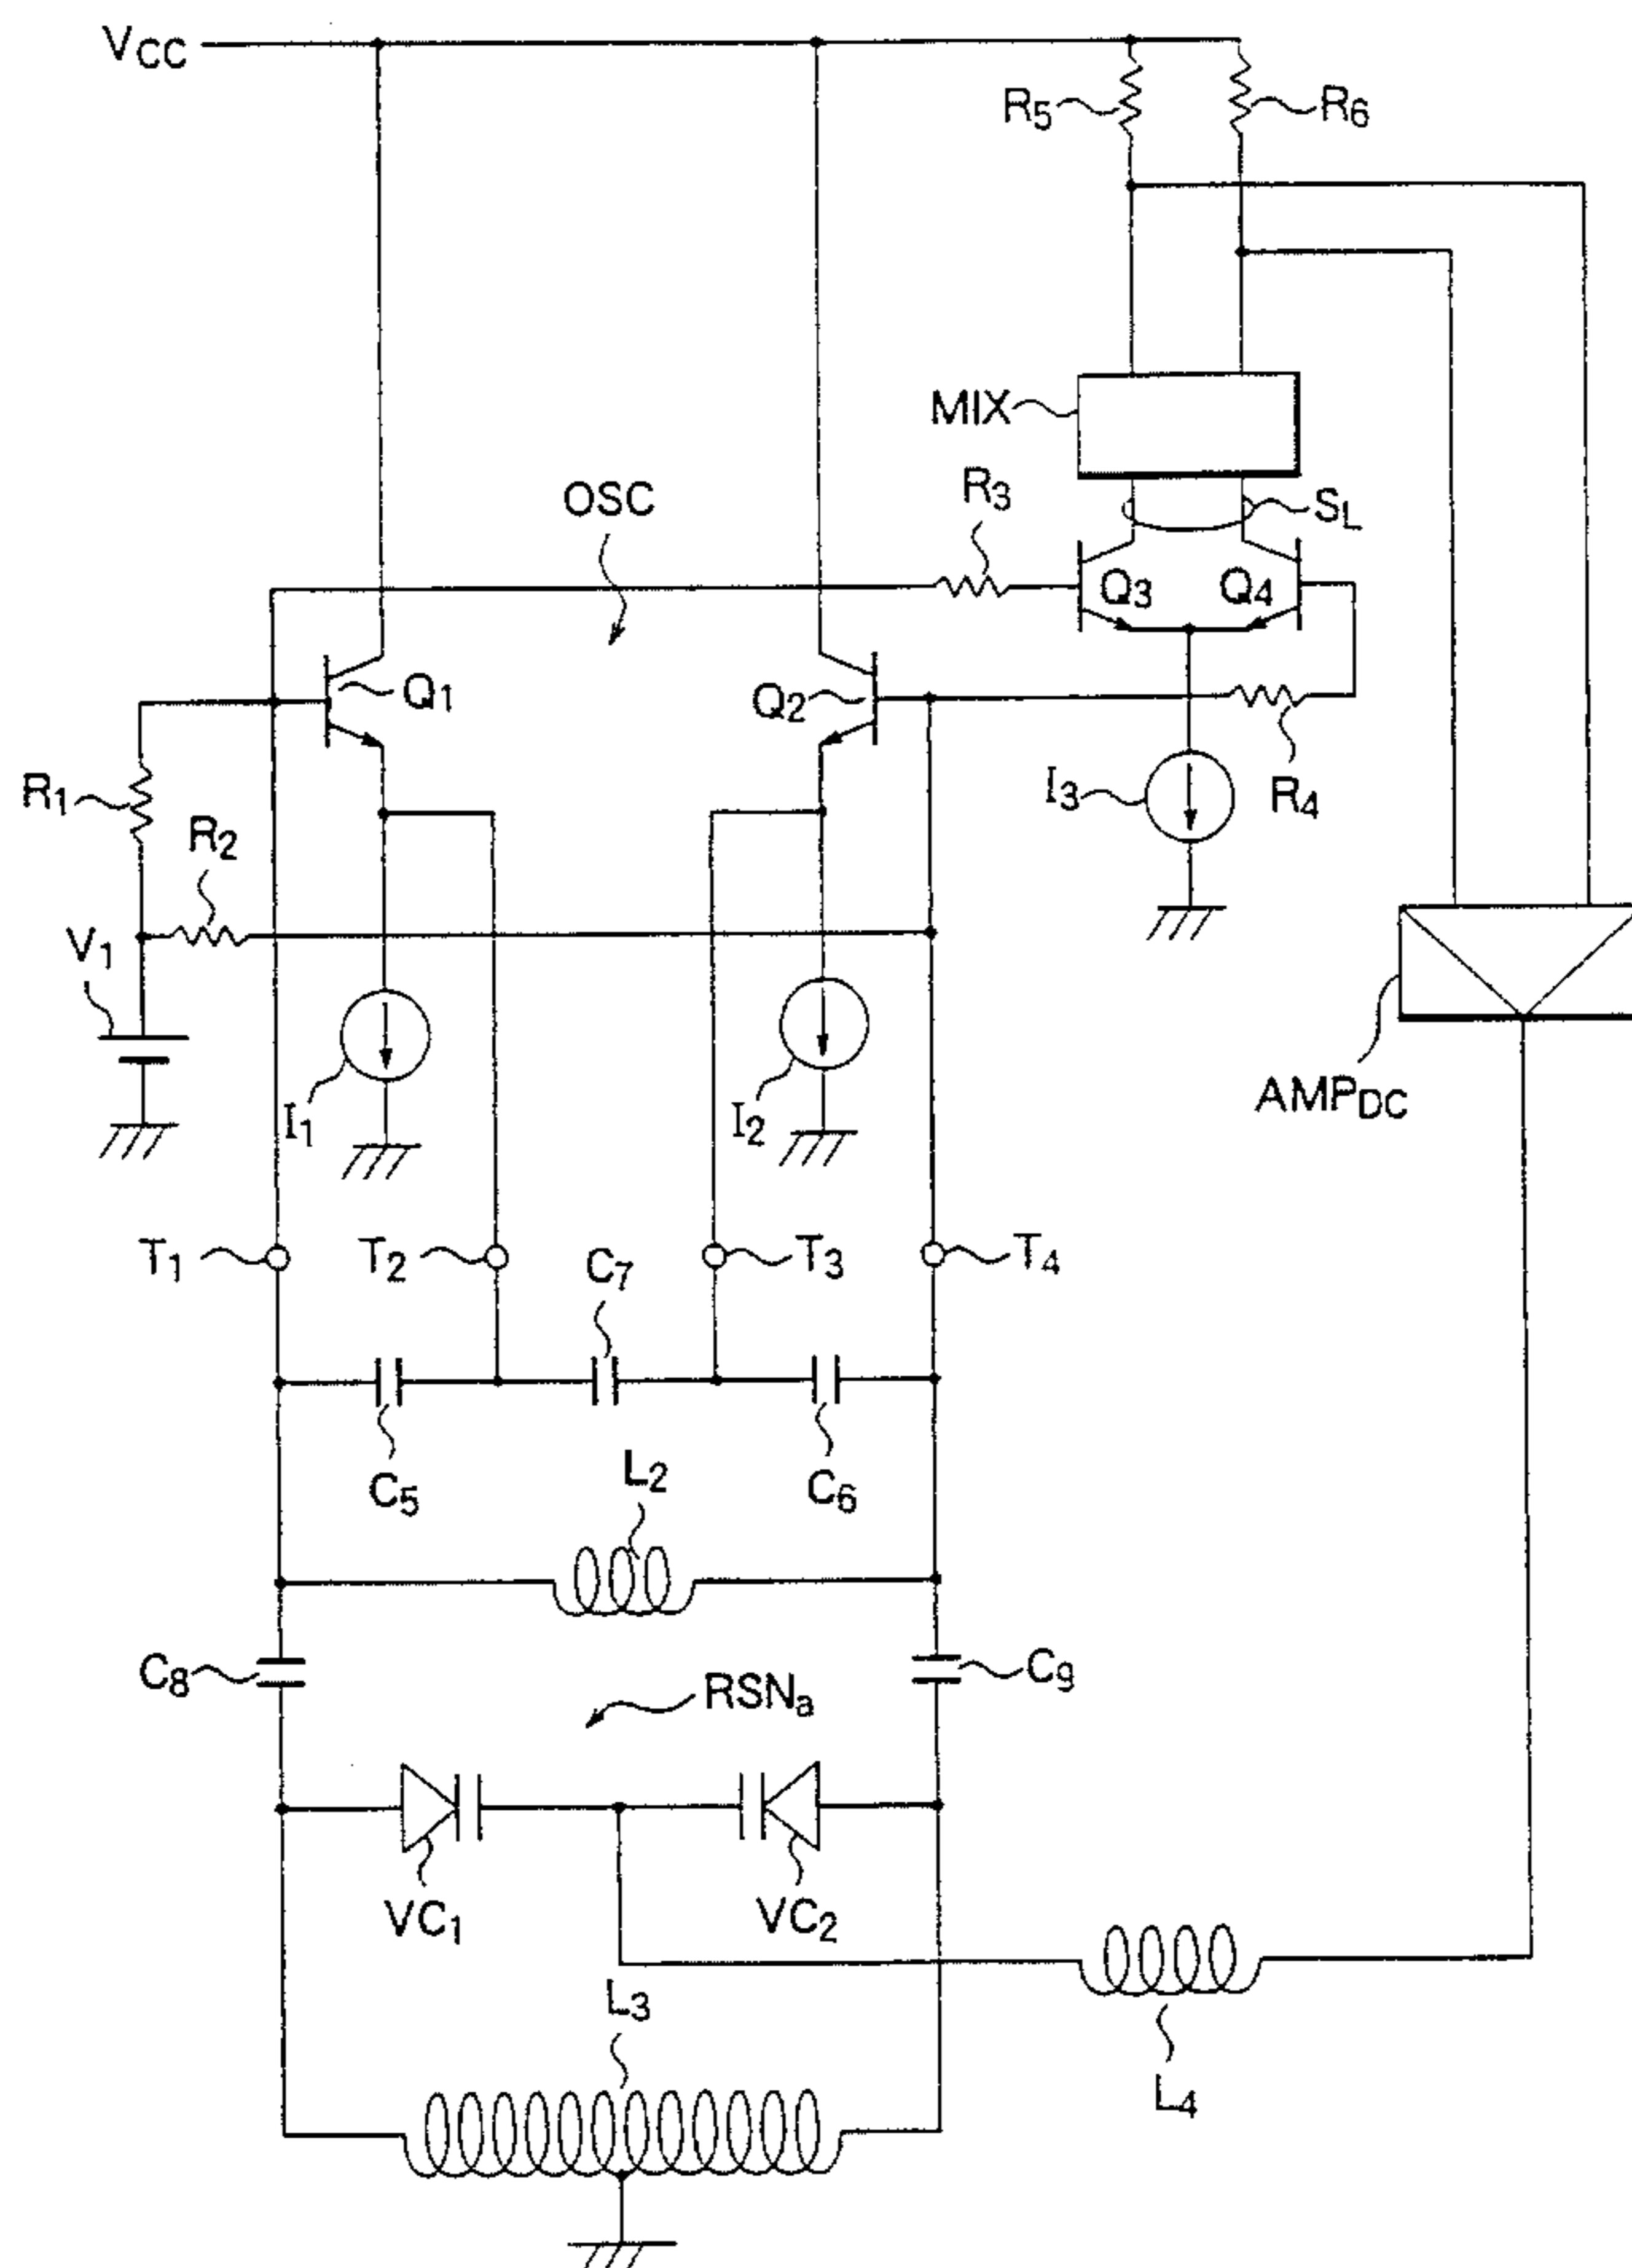 VCC
R5
R6
MIX
R3
OSC
SL
Q3
Q4
Q1
Q2
R1
R2
I3
R4
V1
I1
I2
AMPDC
T1
T2
C7
T3
T4
C5
L2
C6
C8
RSNa
C9
VC1
VC2
L3
L4